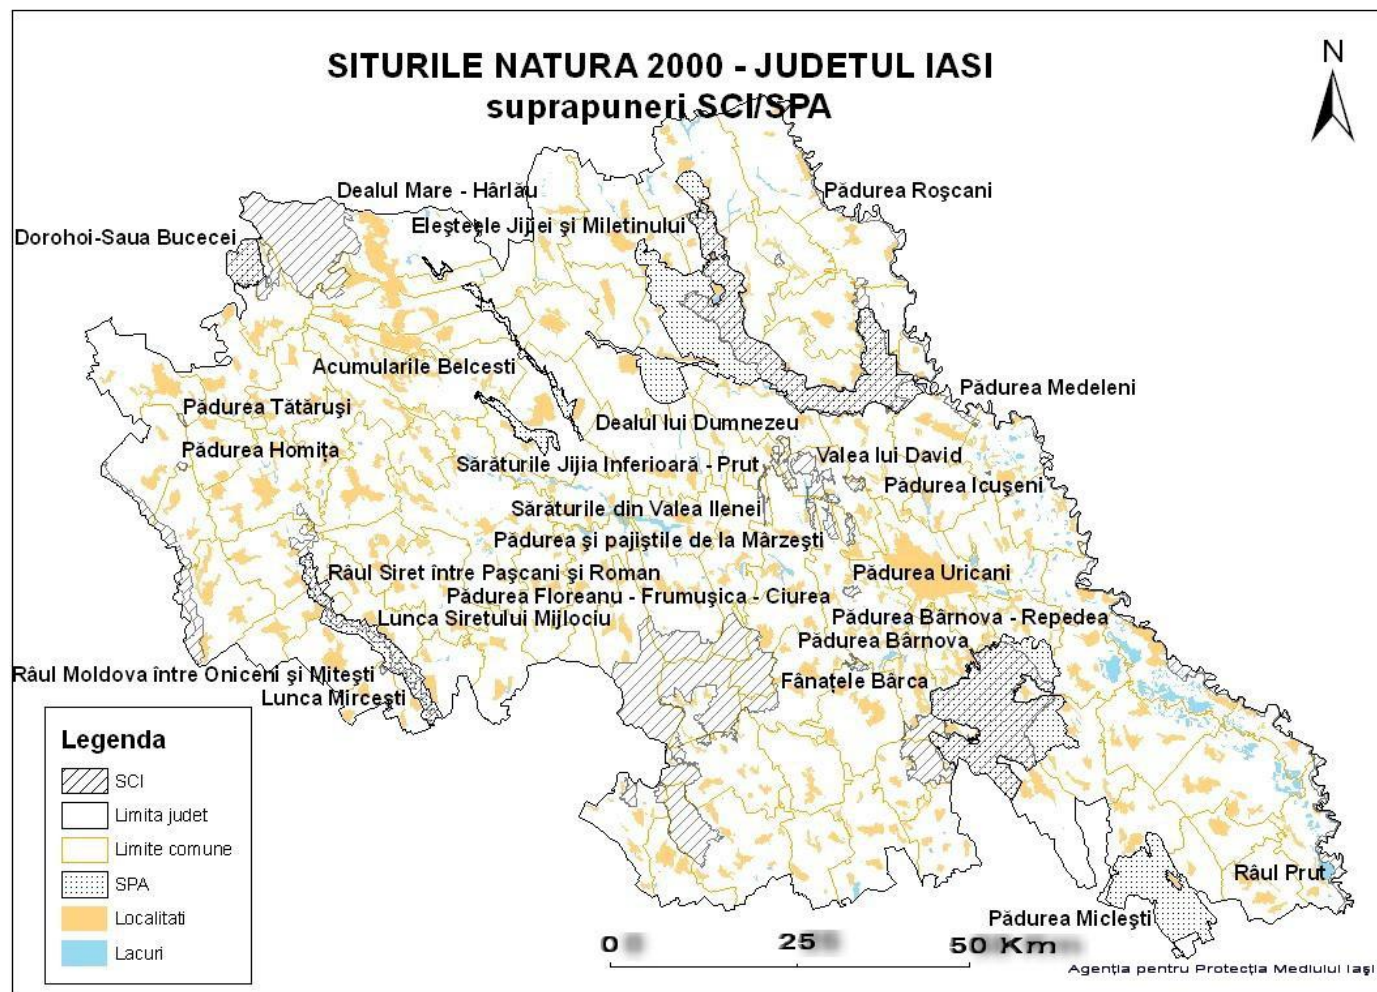 SITURILE NATURA 2000 - JUDETUL IASI
suprapuneri SCI/SPA
N
Dealul Mare - Hârlău
Pădurea Roşcani
Eleşteele Jijiei şi Miletinului
Dorohoi-Saua Bucecei
Acumularile Belcesti
Pădurea Medeleni
Pădurea Tătăruşi
Dealul lui Dumnezeu
Pădurea Homiţa
Sărăturile Jijia Inferioară - Prut
Valea lui David
Pădurea Icuşeni
Sărăturile din Valea Ilenei
Pădurea şi pajiştile de la Mârzeşti
Râul Siret între Paşcani şi Roman
Pădurea Uricani
Pădurea Floreanu - Frumuşica - Ciurea
Lunca Siretului Mijlociu
Pădurea Bârnova - Repedea
Pădurea Bârnova
Râul Moldova între Oniceni şi Miteşti
Fânaţele Bârca
Lunca Mirceşti
Legenda
SCI
Limita judet
Limite comune
SPA
Localitati
Lacuri
Râul Prut
Pădurea Micleşti
0 25 50 Km
Agenţia pentru Protecţia Mediului Iaşi